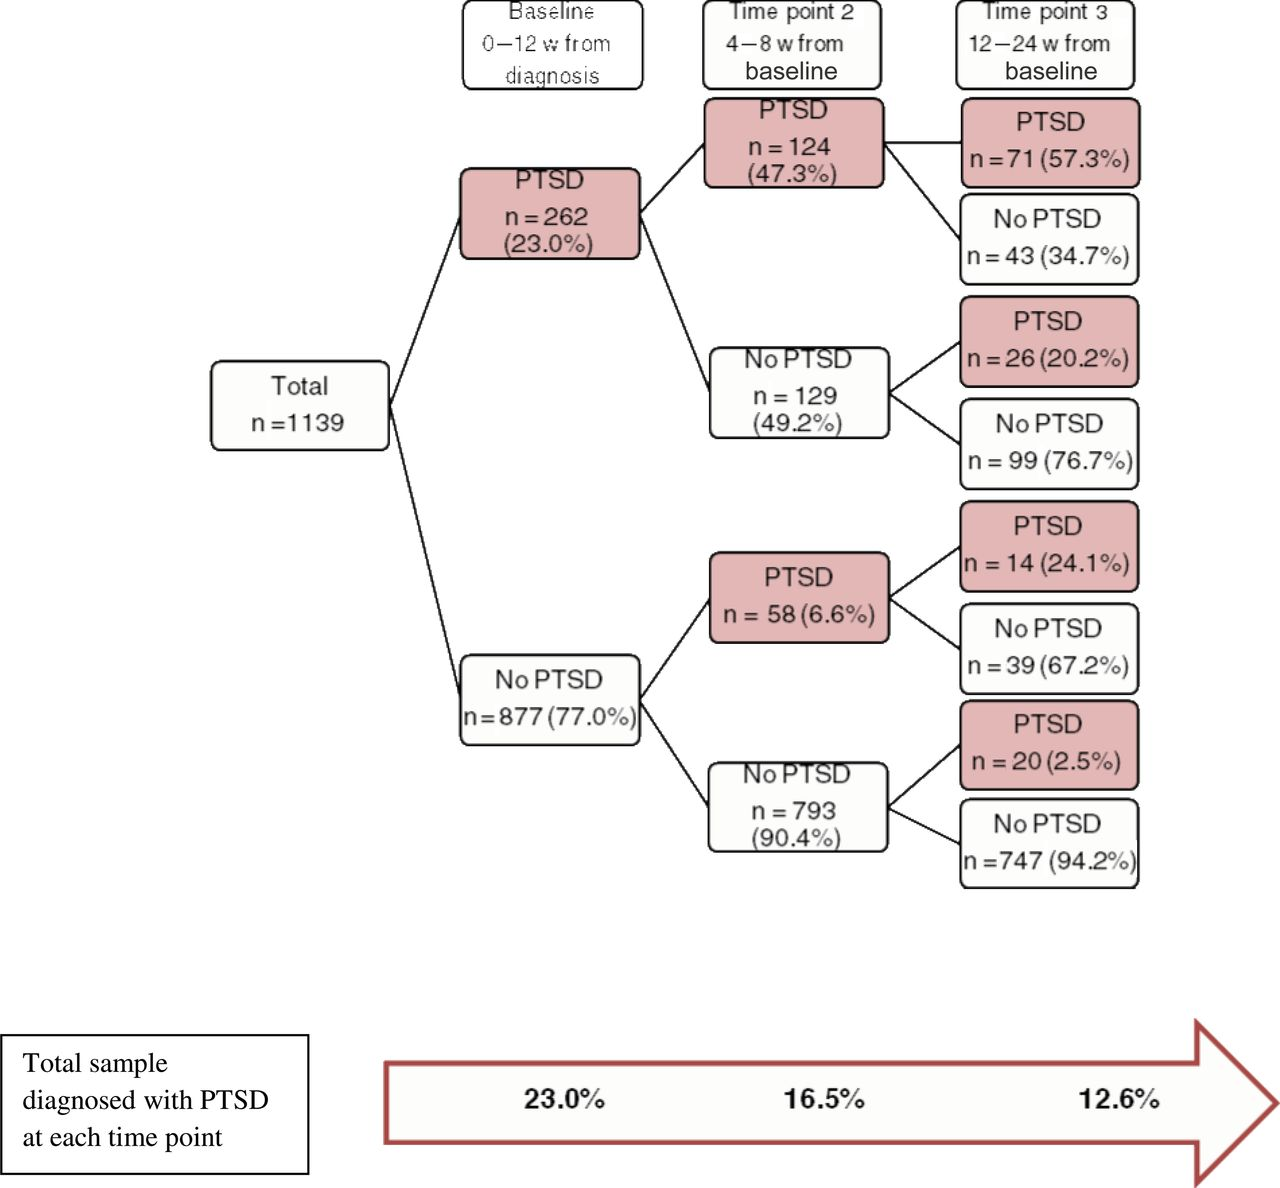 Baseline
0–12 w from
diagnosis
Time point 2
4–8 w from
baseline
Time point 3
12–24 w from
baseline
Total
n =1139
PTSD
n = 262
(23.0%)
No PTSD
n=877 (77.0%)
PTSD
n = 124
(47.3%)
No PTSD
n = 129
(49.2%)
PTSD
n = 58 (6.6%)
No PTSD
n = 793
(90.4%)
PTSD
n =71 (57.3%)
No PTSD
n = 43 (34.7%)
PTSD
n = 26 (20.2%)
No PTSD
n = 99 (76.7%)
PTSD
n = 14 (24.1%)
No PTSD
n = 39 (67.2%)
PTSD
n = 20 (2.5%)
No PTSD
n =747 (94.2%)
Total sample
diagnosed with PTSD
at each time point
23.0% 16.5% 12.6%